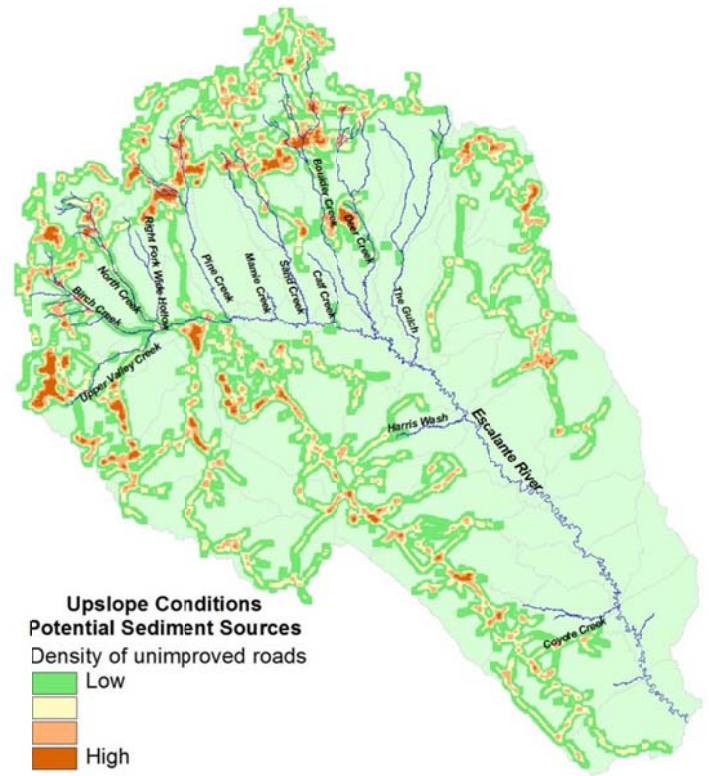 Boulder Creek
Deer Creek
Right Fork Wide Hollow
North Creek
Birch Creek
Pine Creek
Mamie Creek
Sand Creek
Calf Creek
The Gulch
Upper Valley Creek
Harris Wash
Escalante River
Coyote Creek
Upslope Conditions
Potential Sediment Sources
Density of unimproved roads
Low
High